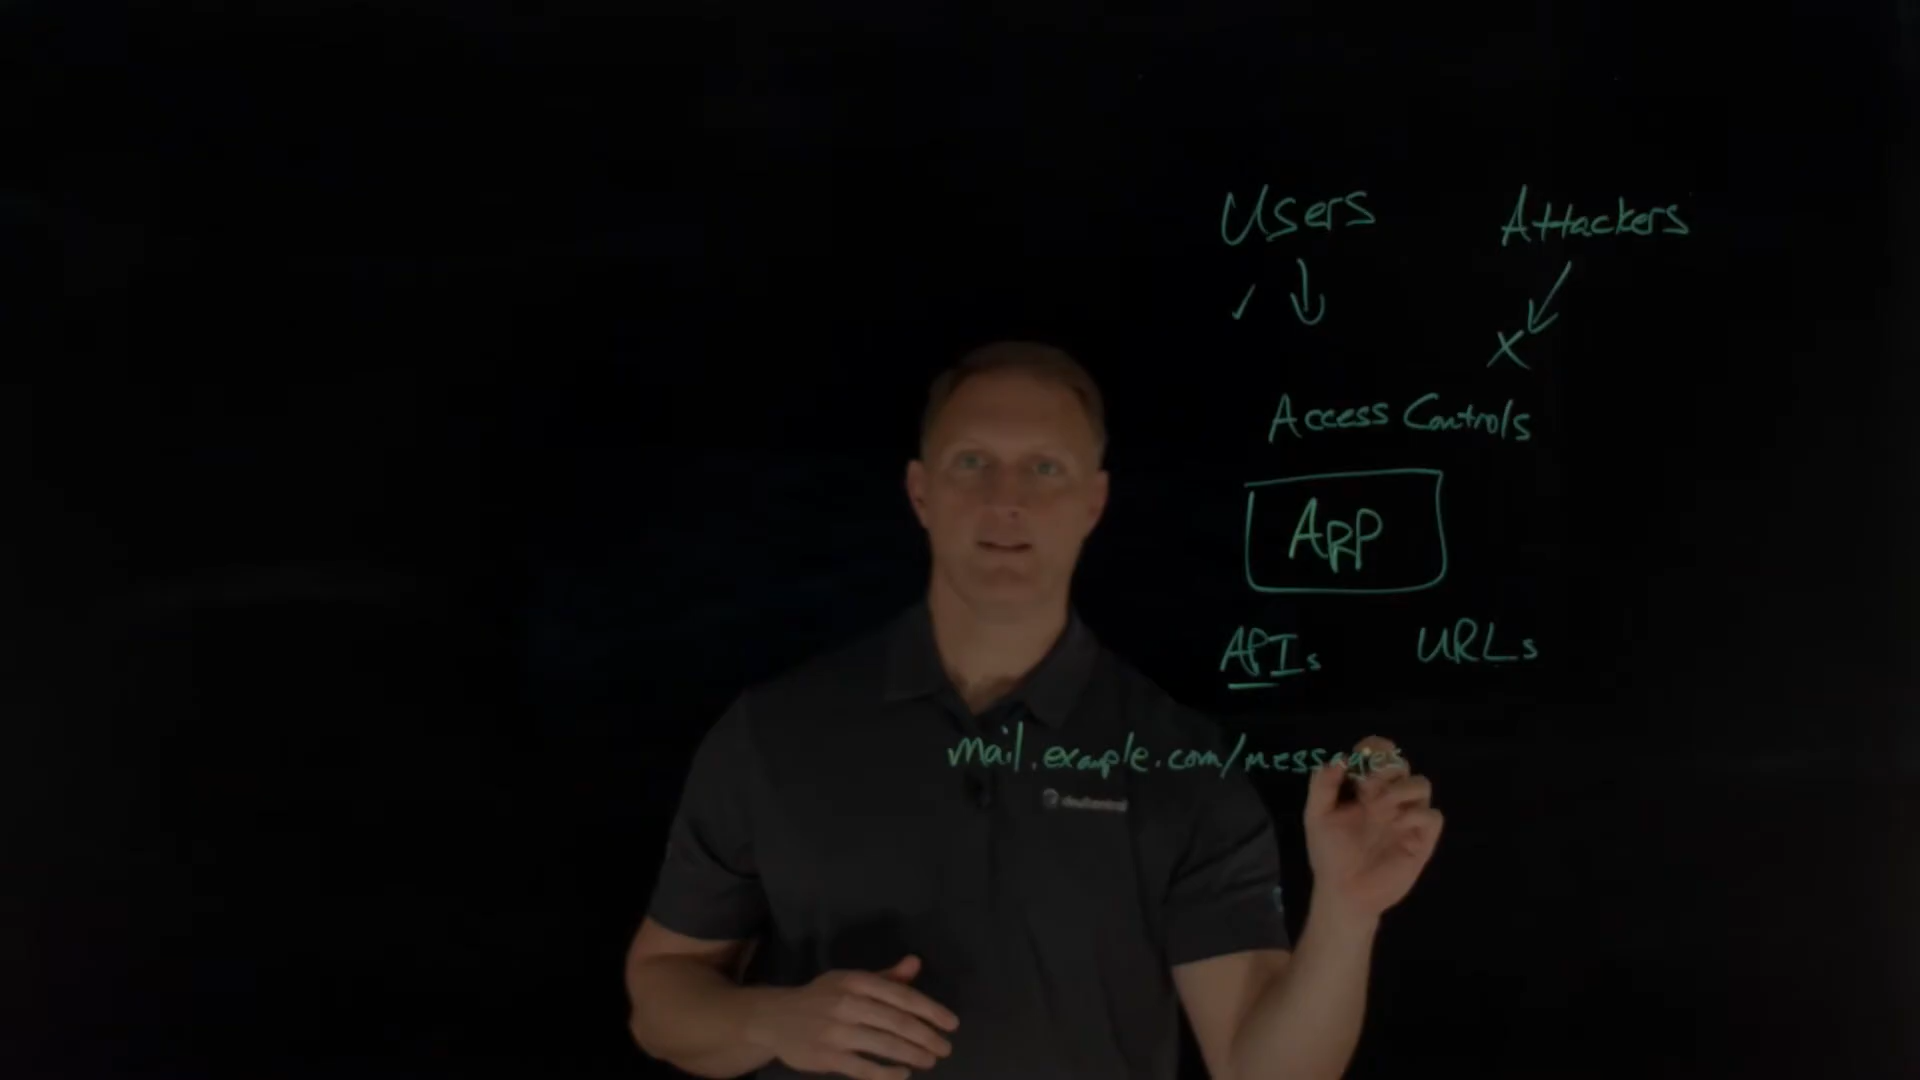 Users Attackers
✓ X
Access Controls
APP
APIs URLs
mail.example.com/messages